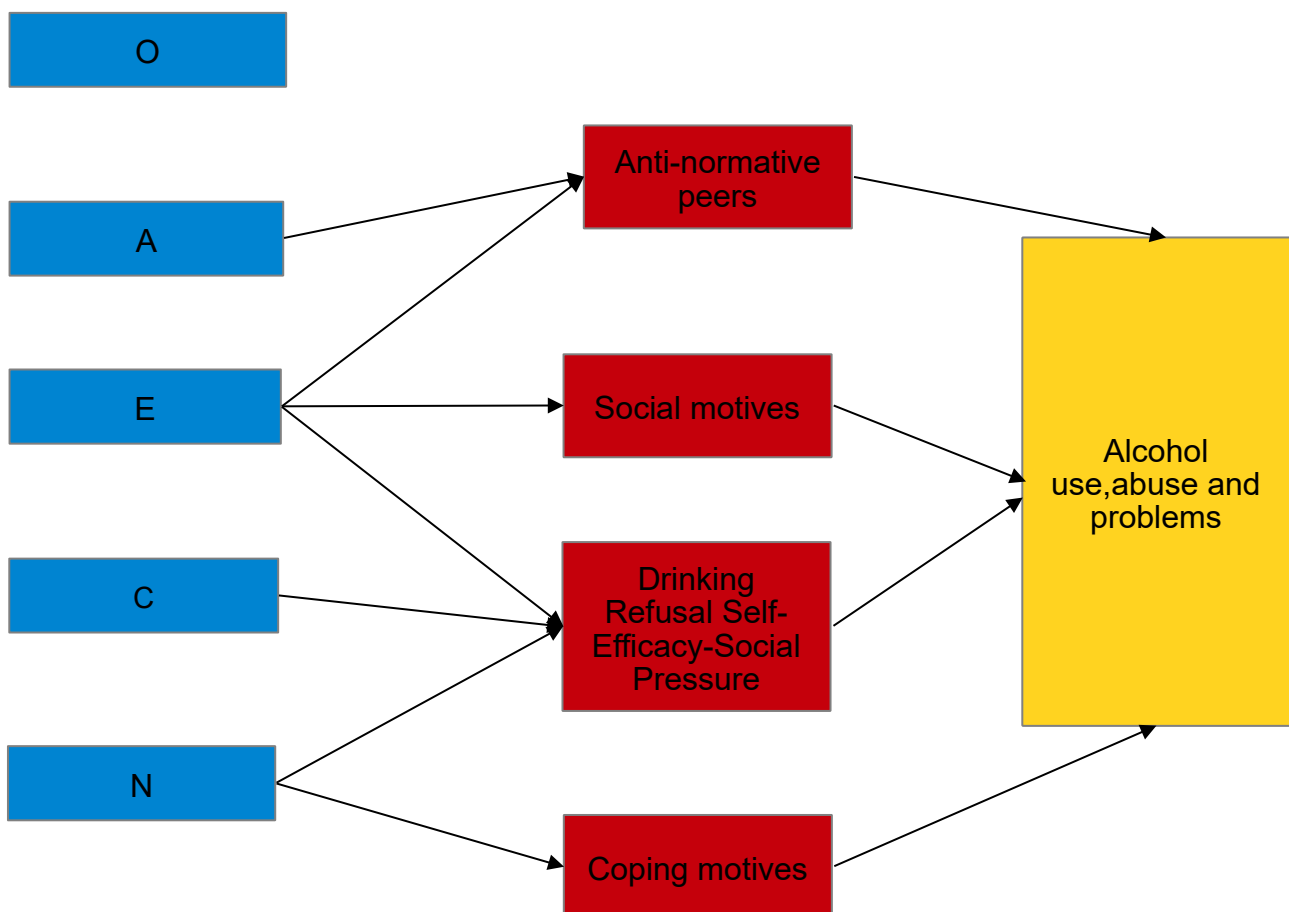 O
A
E
C
N
Anti-normative
peers
Social motives
Drinking
Refusal Self-
Efficacy-Social
Pressure
Coping motives
Alcohol
use,abuse and
problems